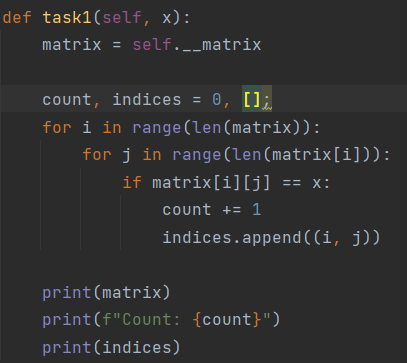 def task1(self, x):
    matrix = self.__matrix

    count, indices = 0, [];
    for i in range(len(matrix)):
        for j in range(len(matrix[i])):
            if matrix[i][j] == x:
                count += 1
                indices.append((i, j))

    print(matrix)
    print(f"Count: {count}")
    print(indices)